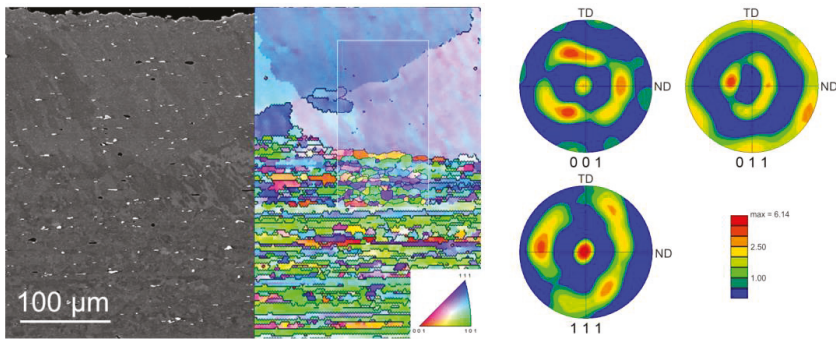 100 μm
111
001
101
TD
ND
001
TD
ND
011
TD
ND
111
max = 6.14
2.50
1.00